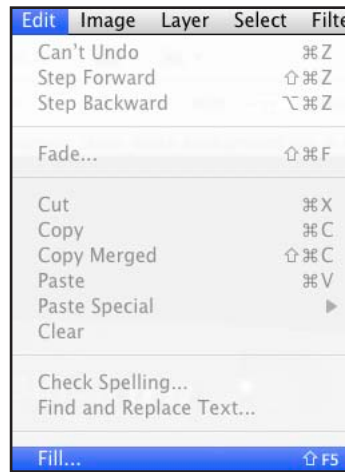 Edit Image Layer Select Filte
Can't Undo ⌘Z
Step Forward ⇧⌘Z
Step Backward ⌥⌘Z
Fade... ⇧⌘F
Cut ⌘X
Copy ⌘C
Copy Merged ⇧⌘C
Paste ⌘V
Paste Special ▶
Clear
Check Spelling...
Find and Replace Text...
Fill... ⇧F5